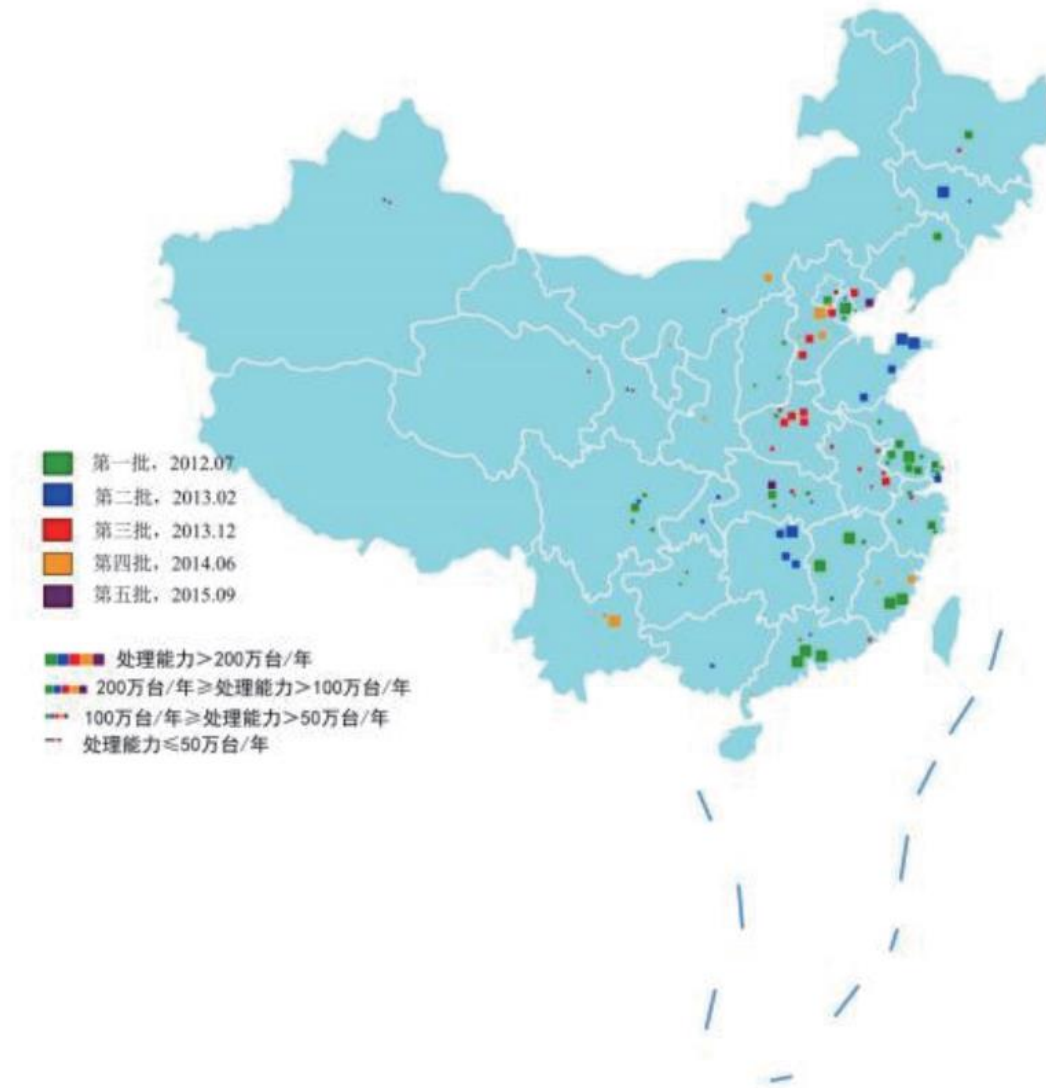 第一批，2012.07
第二批，2013.02
第三批，2013.12
第四批，2014.06
第五批，2015.09
处理能力＞200万台/年
200万台/年≥处理能力＞100万台/年
100万台/年≥处理能力＞50万台/年
处理能力≤50万台/年